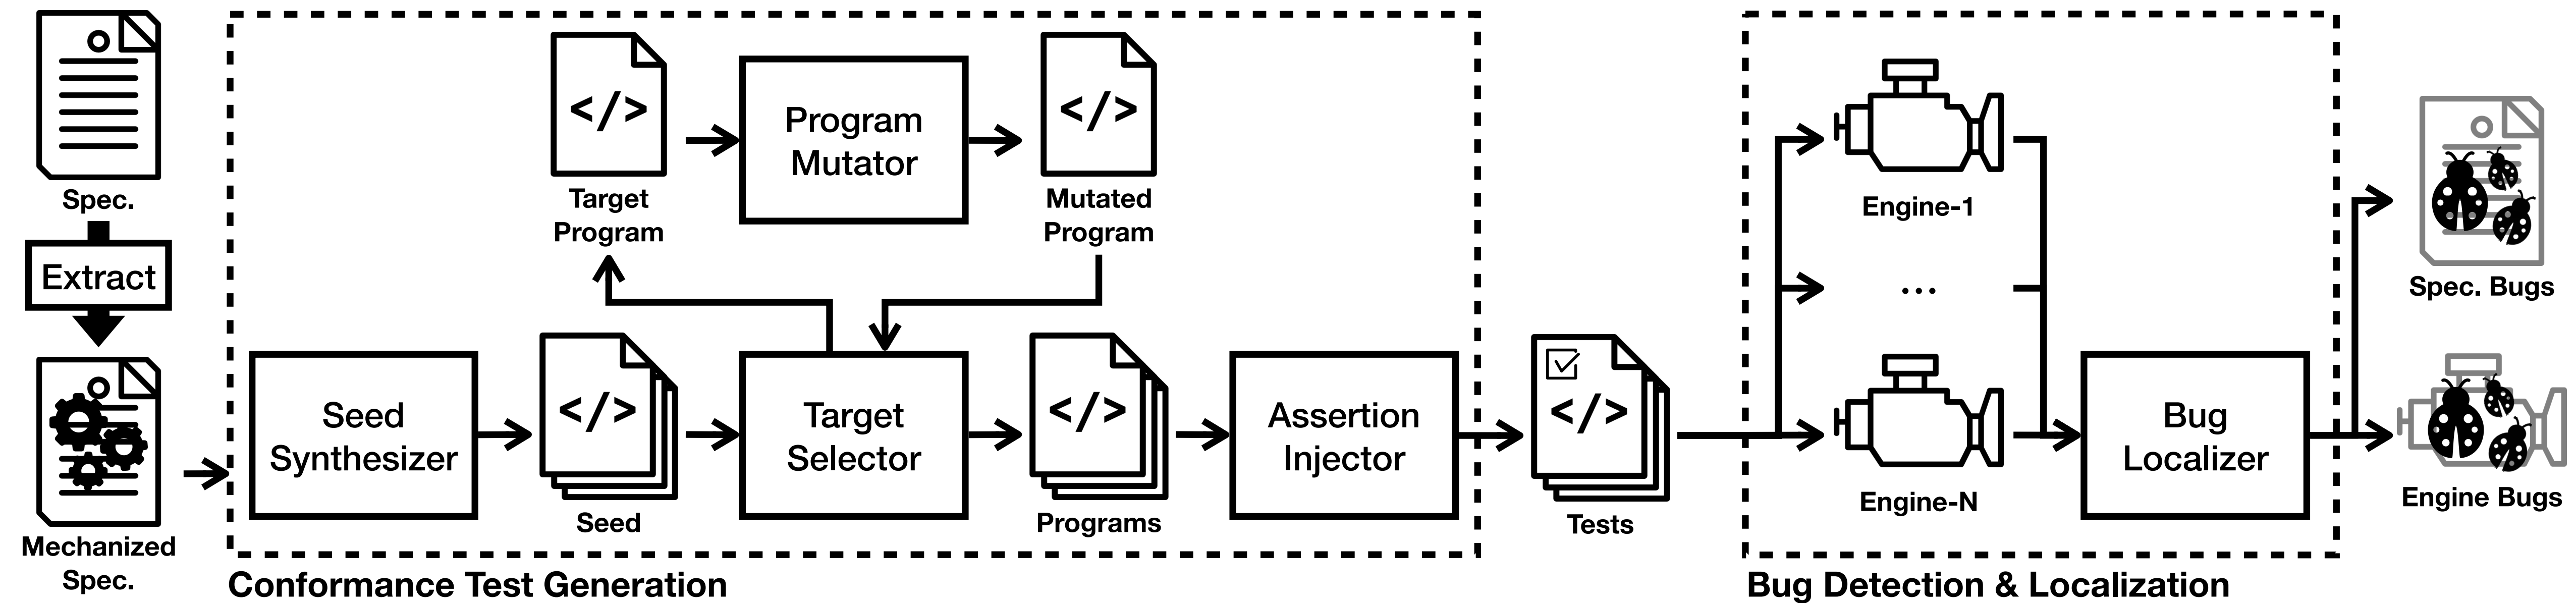 Spec.
Extract
Mechanized
Spec.
</>
Target
Program
Program
Mutator
</>
Mutated
Program
Seed
Synthesizer
</>
Seed
Target
Selector
</>
Programs
Assertion
Injector
Conformance Test Generation
</>
Tests
Engine-1
...
Engine-N
Bug
Localizer
Bug Detection & Localization
Spec. Bugs
Engine Bugs